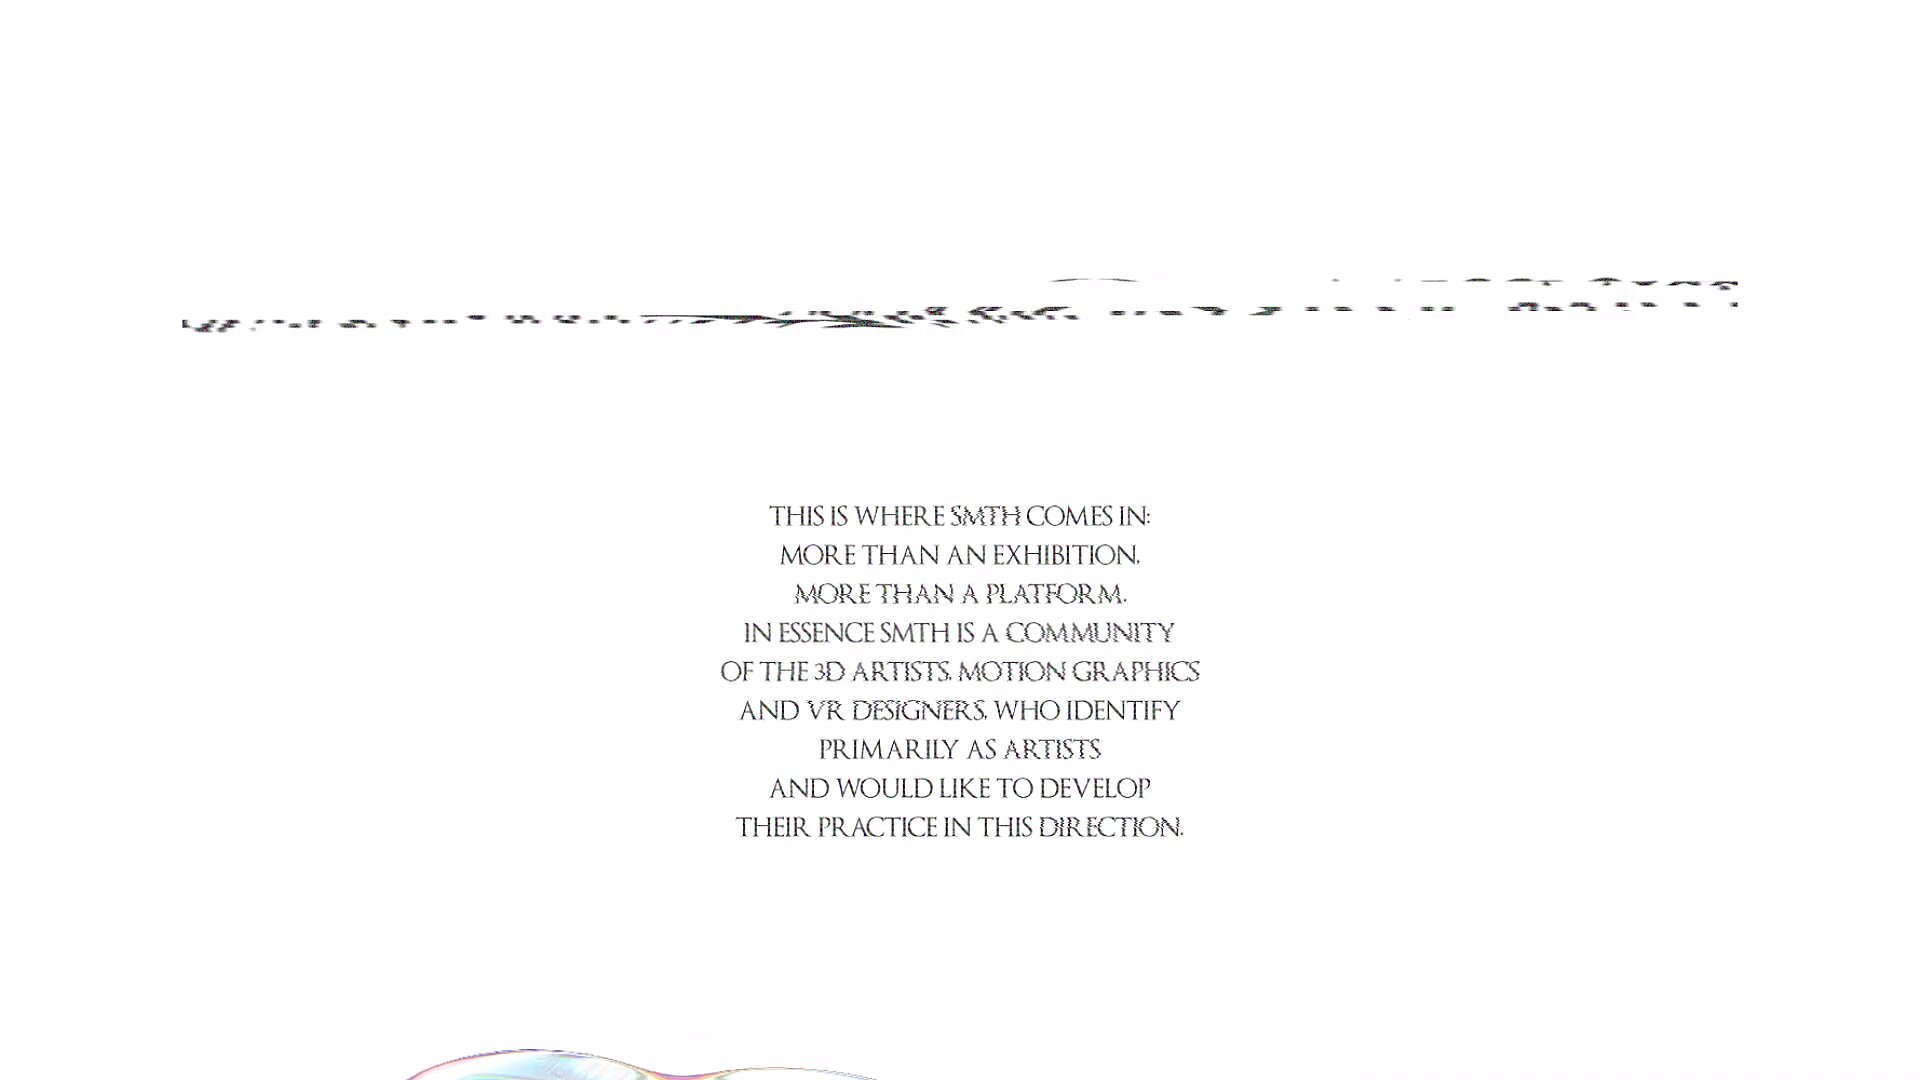 THIS IS WHERE SMTH COMES IN:
MORE THAN AN EXHIBITION,
MORE THAN A PLATFORM.
IN ESSENCE SMTH IS A COMMUNITY
OF THE 3D ARTISTS, MOTION GRAPHICS
AND VR DESIGNERS, WHO IDENTIFY
PRIMARILY AS ARTISTS
AND WOULD LIKE TO DEVELOP
THEIR PRACTICE IN THIS DIRECTION.